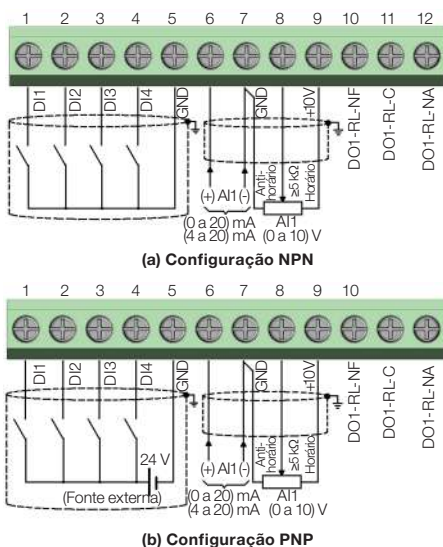 1 2 3 4 5 6 7 8 9 10 11 12
DI1
DI2
DI3
DI4
GND
GND
+10V
DO1-RL-NF
DO1-RL-C
DO1-RL-NA
(+) AI1 (-)
(0 a 20) mA
(4 a 20) mA
Anti-
horário
≥5 kΩ
Horário
AI1
(0 a 10) V
(a) Configuração NPN
1 2 3 4 5 6 7 8 9 10
DI1
DI2
DI3
DI4
GND
GND
+10V
DO1-RL-NF
DO1-RL-C
DO1-RL-NA
24 V
(Fonte externa)
(+) AI1 (-)
(0 a 20) mA
(4 a 20) mA
Anti-
horário
≥5 kΩ
Horário
AI1
(0 a 10) V
(b) Configuração PNP